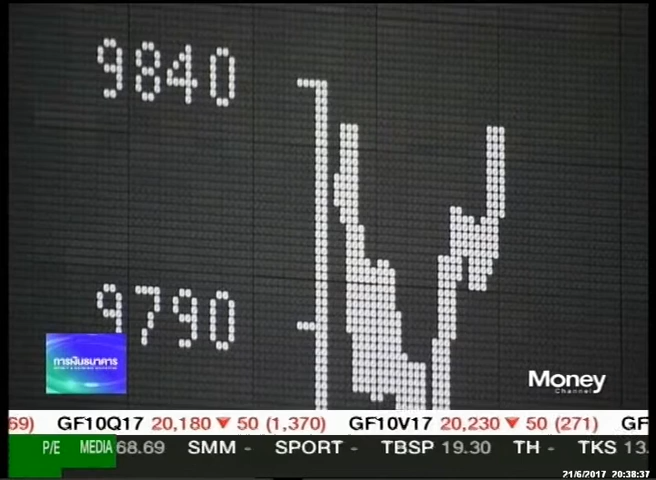 9840
9790
การเงินธนาคาร
Money
Channel
69) GF10Q17 20,180 ▼ 50 (1,370) GF10V17 20,230 ▼ 50 (271) GF
P/E MEDIA 68.69 SMM - SPORT - TBSP 19.30 TH - TKS 13.
21/6/2017 20:38:37